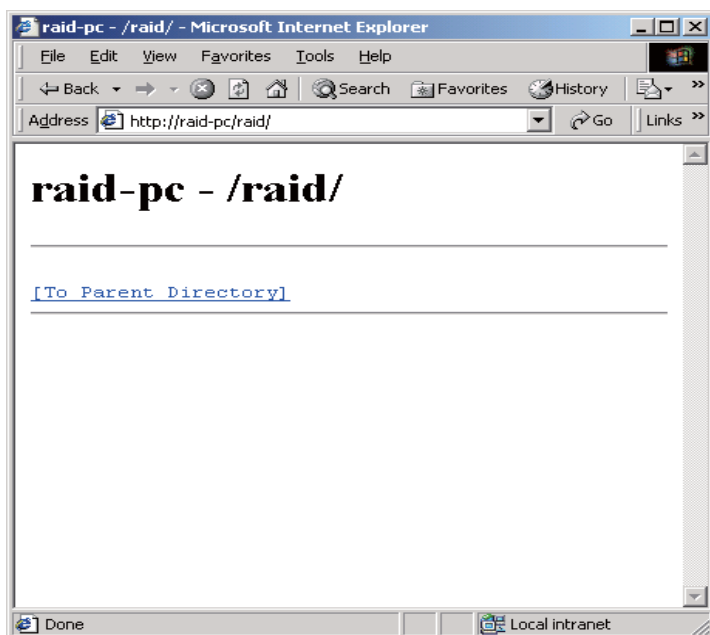 raid-pc - /raid/ - Microsoft Internet Explorer
File Edit View Favorites Tools Help
Back Search Favorites History »
Address http://raid-pc/raid/ Go Links »
raid-pc - /raid/
[To Parent Directory]
Done Local intranet